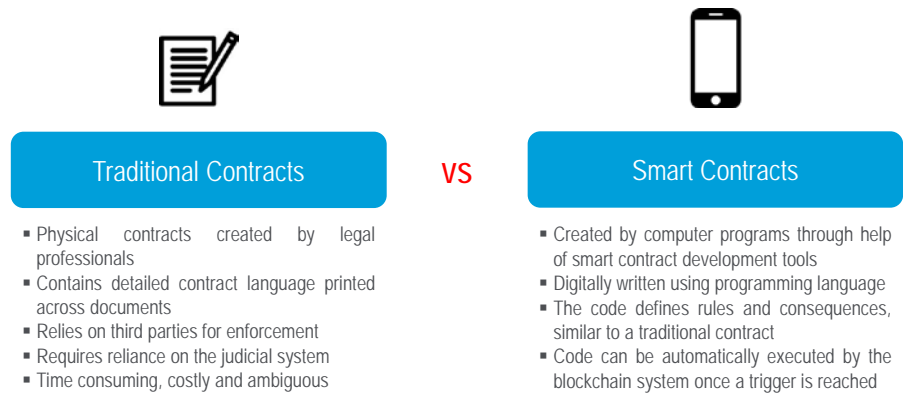 Traditional Contracts
VS
Smart Contracts
▪ Physical contracts created by legal
professionals
▪ Contains detailed contract language printed
across documents
▪ Relies on third parties for enforcement
▪ Requires reliance on the judicial system
▪ Time consuming, costly and ambiguous
▪ Created by computer programs through help
of smart contract development tools
▪ Digitally written using programming language
▪ The code defines rules and consequences,
similar to a traditional contract
▪ Code can be automatically executed by the
blockchain system once a trigger is reached